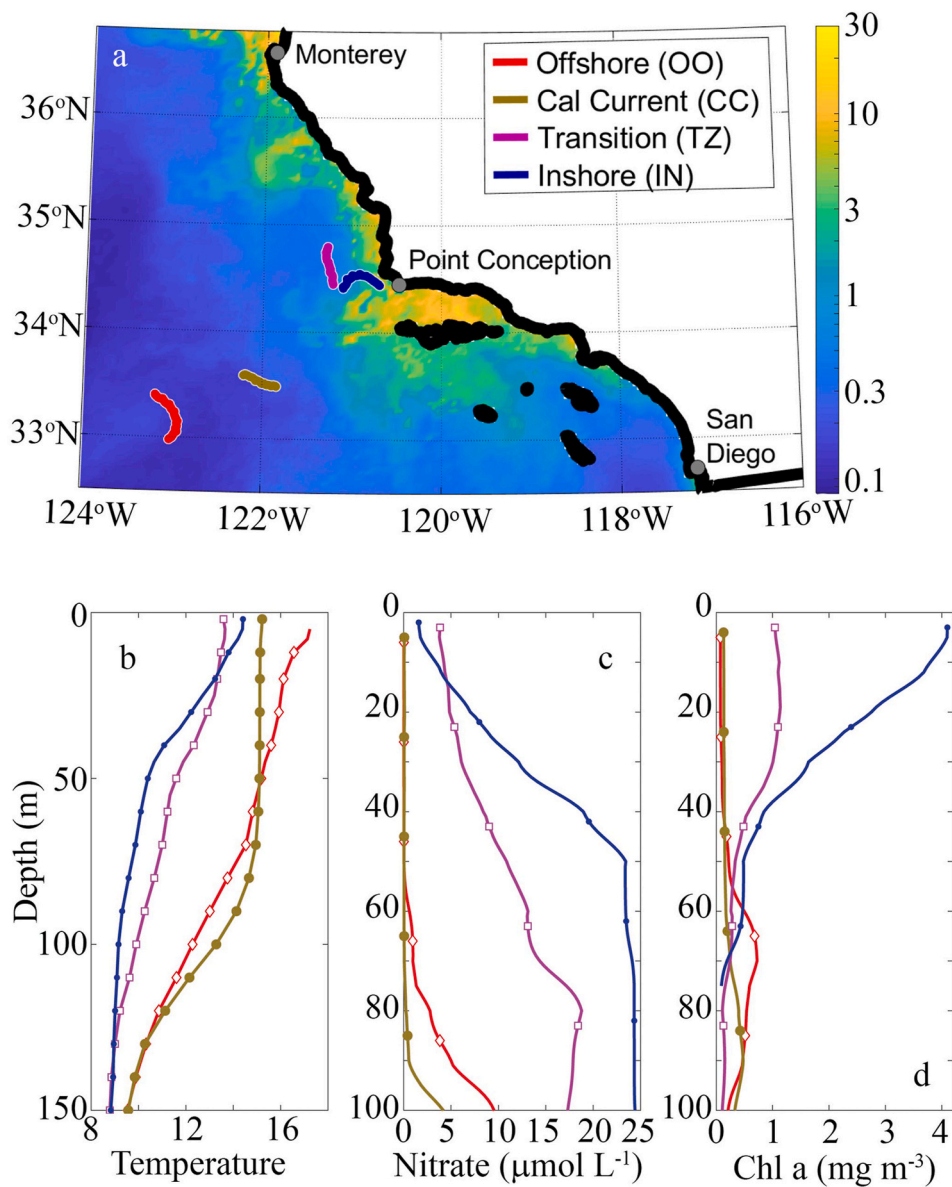 a
Monterey
Offshore (OO)
Cal Current (CC)
Transition (TZ)
Inshore (IN)
Point Conception
San
Diego
36°N
35°N
34°N
33°N
124°W 122°W 120°W 118°W 116°W
30
10
3
1
0.3
0.1
b
0
50
100
150
Depth (m)
8 12 16
Temperature
c
0
20
40
60
80
100
0 5 10 15 20 25
Nitrate (μmol L⁻¹)
d
0
20
40
60
80
100
0 1 2 3 4
Chl a (mg m⁻³)